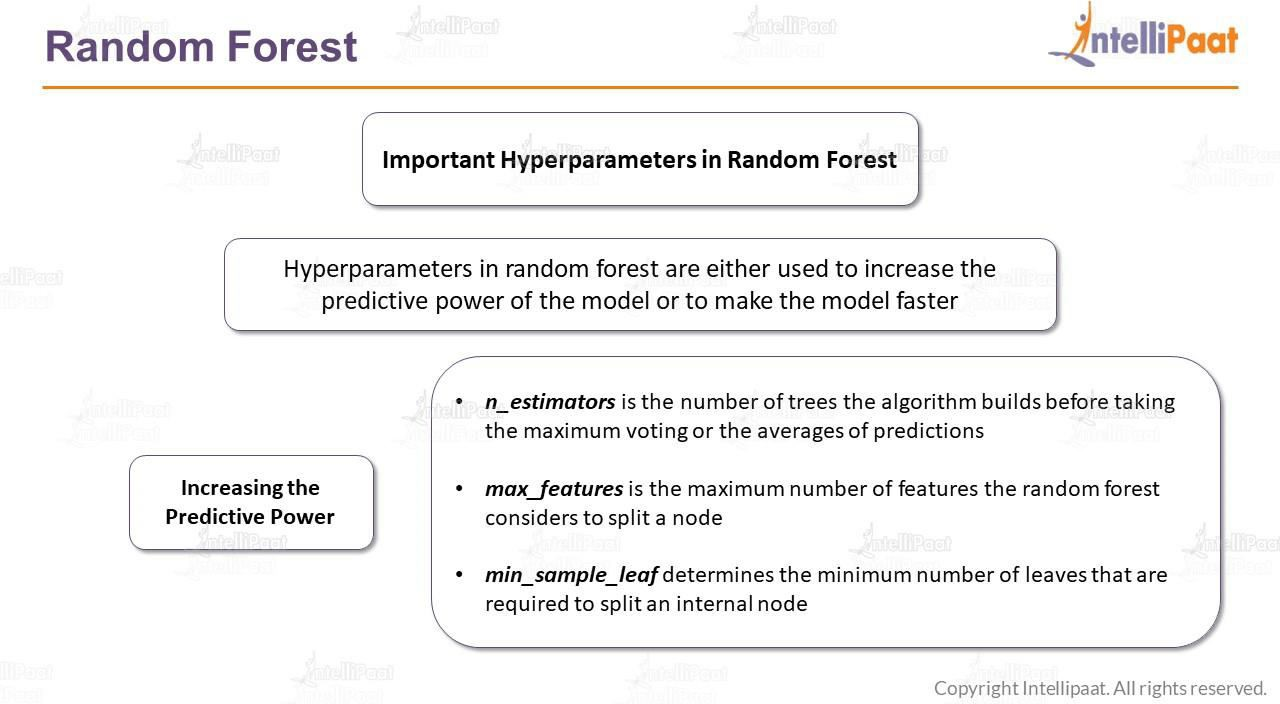 Random Forest
IntelliPaat
Important Hyperparameters in Random Forest
Hyperparameters in random forest are either used to increase the
predictive power of the model or to make the model faster
Increasing the
Predictive Power
• n_estimators is the number of trees the algorithm builds before taking
the maximum voting or the averages of predictions
• max_features is the maximum number of features the random forest
considers to split a node
• min_sample_leaf determines the minimum number of leaves that are
required to split an internal node
Copyright Intellipaat. All rights reserved.